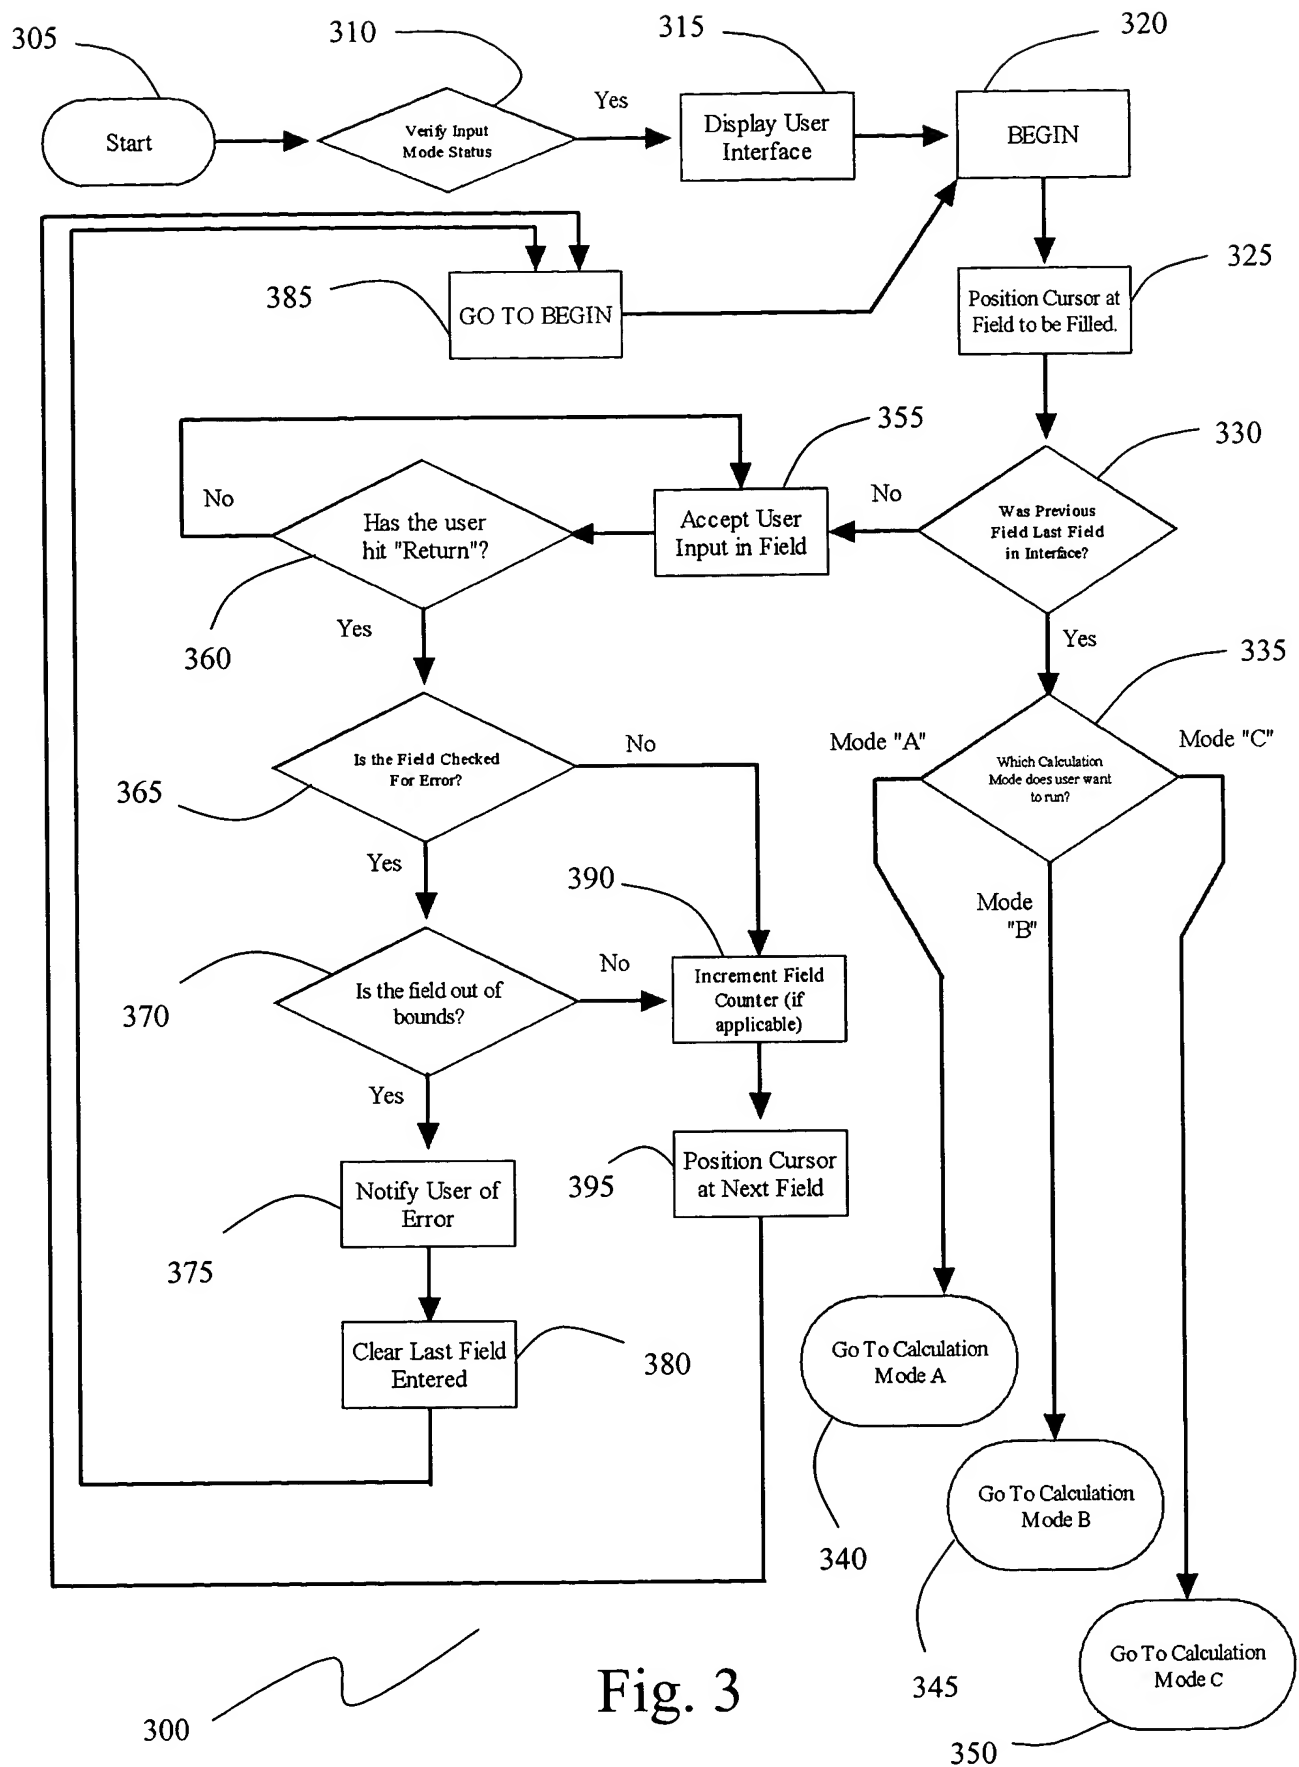 305
310
315
320
Start
Verify Input
Mode Status
Yes
Display User
Interface
BEGIN
385
GO TO BEGIN
325
Position Cursor at
Field to be Filled.
355
330
No
Has the user
hit "Return"?
Accept User
Input in Field
No
Was Previous
Field Last Field
in Interface?
360
Yes
Yes
335
365
Is the Field Checked
For Error?
No
Mode "A"
Which Calculation
Mode does user want
to run?
Mode "C"
Yes
390
Mode
"B"
370
Is the field out of
bounds?
No
Increment Field
Counter (if
applicable)
Yes
375
Notify User of
Error
395
Position Cursor
at Next Field
Clear Last Field
Entered
380
Go To Calculation
Mode A
340
Go To Calculation
Mode B
345
Go To Calculation
Mode C
350
300
Fig. 3